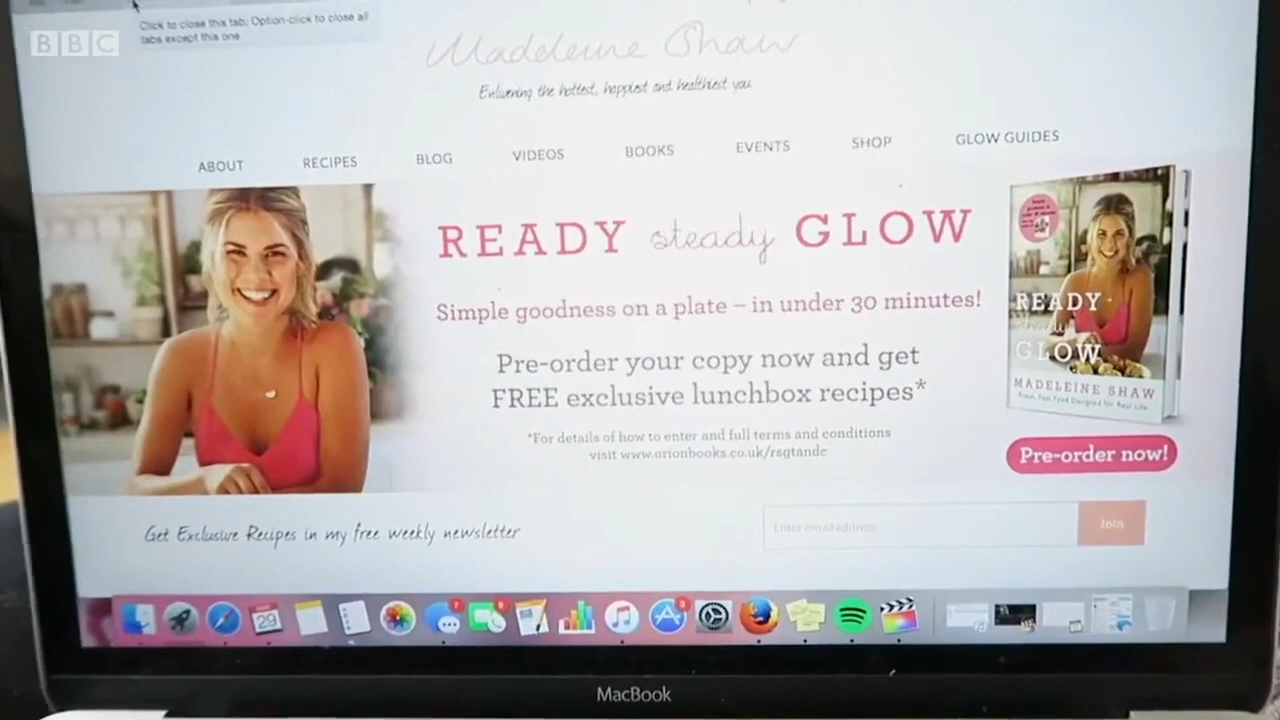 Click to close this tab; Option-click to close all
tabs except this one
BBC
Madeleine Shaw
Enlivening the hottest, happiest and healthiest you
ABOUT RECIPES BLOG VIDEOS BOOKS EVENTS SHOP GLOW GUIDES
READY steady GLOW
Simple goodness on a plate – in under 30 minutes!
Pre-order your copy now and get
FREE exclusive lunchbox recipes*
*For details of how to enter and full terms and conditions
visit www.orionbooks.co.uk/rsgtandc
READY
steady
GLOW
MADELEINE SHAW
Fresh, Fast Food Designed for Real Life
Pre-order now!
Get Exclusive Recipes in my free weekly newsletter
Enter email address
Join
29
MacBook